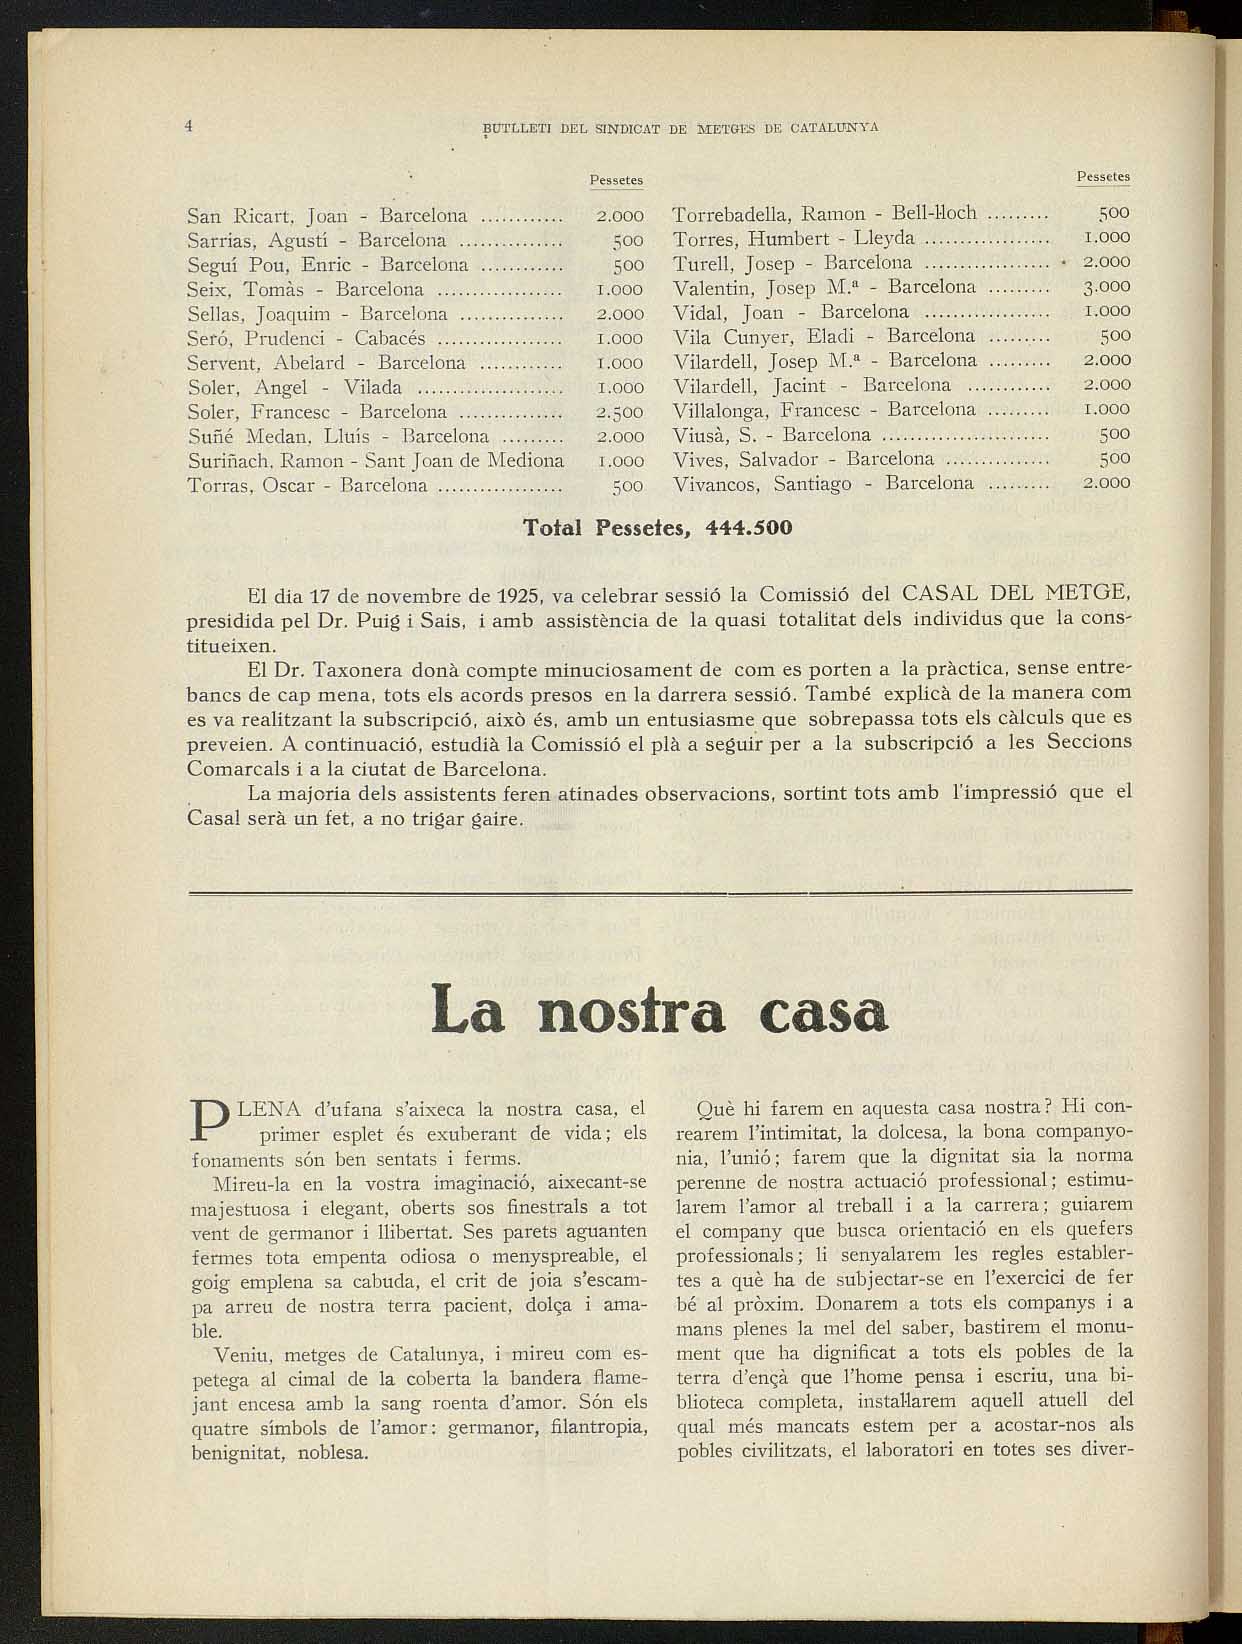 4
BUTLLETI DEL SINDICAT DE METGES DE CATALUNYA
Pessetes
San Ricart, Joan - Barcelona ............ 2.000
Sarrias, Agustí - Barcelona ............... 500
Seguí Pou, Enric - Barcelona ............ 500
Seix, Tomàs - Barcelona .................. 1.000
Sellas, Joaquim - Barcelona ............... 2.000
Seró, Prudenci - Cabacés .................. 1.000
Servent, Abelard - Barcelona ............ 1.000
Soler, Angel - Vilada ..................... 1.000
Soler, Francesc - Barcelona ............... 2.500
Suñé Medan, Lluís - Barcelona ......... 2.000
Suriñach, Ramon - Sant Joan de Mediona 1.000
Torras, Oscar - Barcelona .................. 500
Pessetes
Torrebadella, Ramon - Bell-lloch ......... 500
Torres, Humbert - Lleyda .................. 1.000
Turell, Josep - Barcelona .................. 2.000
Valentin, Josep M.ª - Barcelona ......... 3.000
Vidal, Joan - Barcelona .................. 1.000
Vila Cunyer, Eladi - Barcelona ......... 500
Vilardell, Josep M.ª - Barcelona ......... 2.000
Vilardell, Jacint - Barcelona ............ 2.000
Villalonga, Francesc - Barcelona ......... 1.000
Viusà, S. - Barcelona ........................ 500
Vives, Salvador - Barcelona ............... 500
Vivancos, Santiago - Barcelona ......... 2.000
Total Pessetes, 444.500
El dia 17 de novembre de 1925, va celebrar sessió la Comissió del CASAL DEL METGE,
presidida pel Dr. Puig i Sais, i amb assistència de la quasi totalitat dels individus que la cons-
titueixen.
El Dr. Taxonera donà compte minuciosament de com es porten a la pràctica, sense entre-
bancs de cap mena, tots els acords presos en la darrera sessió. També explicà de la manera com
es va realitzant la subscripció, això és, amb un entusiasme que sobrepassa tots els càlculs que es
preveien. A continuació, estudià la Comissió el plà a seguir per a la subscripció a les Seccions
Comarcals i a la ciutat de Barcelona.
La majoria dels assistents feren atinades observacions, sortint tots amb l'impressió que el
Casal serà un fet, a no trigar gaire.
La nostra casa
PLENA d'ufana s'aixeca la nostra casa, el
primer esplet és exuberant de vida; els
fonaments són ben sentats i ferms.
Mireu-la en la vostra imaginació, aixecant-se
majestuosa i elegant, oberts sos finestrals a tot
vent de germanor i llibertat. Ses parets aguanten
fermes tota empenta odiosa o menyspreable, el
goig emplena sa cabuda, el crit de joia s'escam-
pa arreu de nostra terra pacient, dolça i ama-
ble.
Veniu, metges de Catalunya, i mireu com es-
petega al cimal de la coberta la bandera flame-
jant encesa amb la sang roenta d'amor. Són els
quatre símbols de l'amor: germanor, filantropia,
benignitat, noblesa.
Què hi farem en aquesta casa nostra? Hi con-
rearem l'intimitat, la dolcesa, la bona companyo-
nia, l'unió; farem que la dignitat sia la norma
perenne de nostra actuació professional; estimu-
larem l'amor al treball i a la carrera; guiarem
el company que busca orientació en els quefers
professionals; li senyalarem les regles establer-
tes a què ha de subjectar-se en l'exercici de fer
bé al pròxim. Donarem a tots els companys i a
mans plenes la mel del saber, bastirem el monu-
ment que ha dignificat a tots els pobles de la
terra d'ençà que l'home pensa i escriu, una bi-
blioteca completa, instal·larem aquell atuell del
qual més mancats estem per a acostar-nos als
pobles civilitzats, el laboratori en totes ses diver-